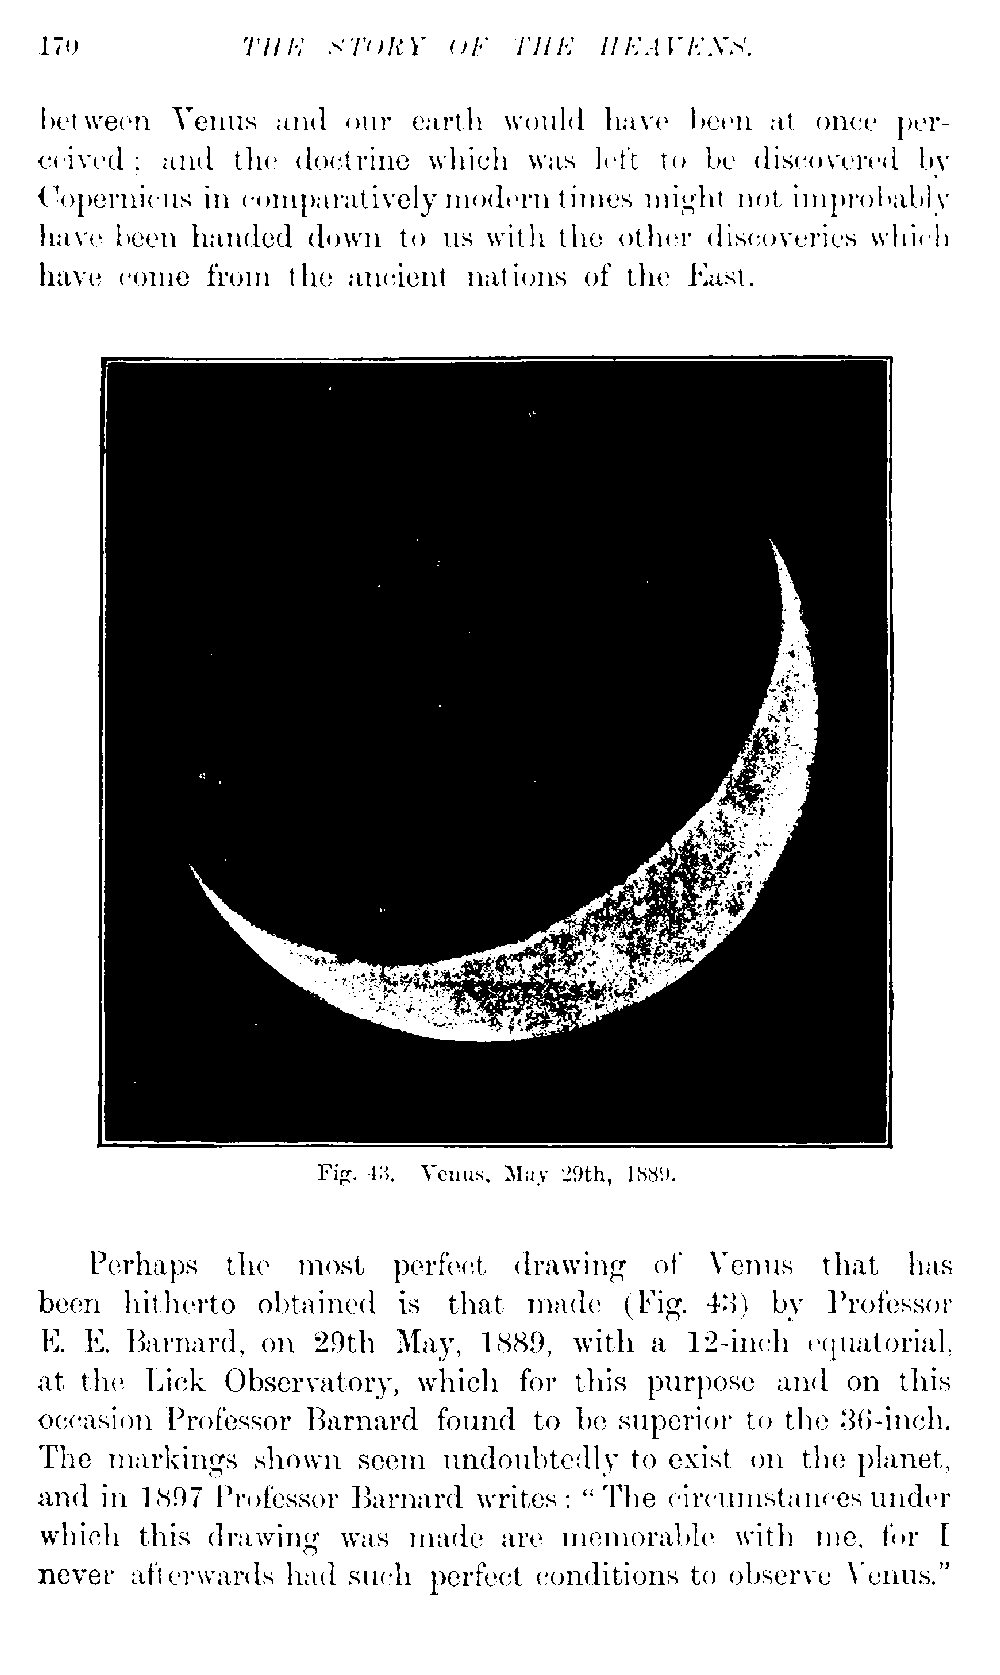 170 THE STORY OF THE HEAVENS.
between Venus and our earth would have been at once per-
ceived; and the doctrine which was left to be discovered by
Copernicus in comparatively modern times might not improbably
have been handed down to us with the other discoveries which
have come from the ancient nations of the East.
Fig. 43. Venus, May 29th, 1889.
Perhaps the most perfect drawing of Venus that has
been hitherto obtained is that made (Fig. 43) by Professor
E. E. Barnard, on 29th May, 1889, with a 12-inch equatorial,
at the Lick Observatory, which for this purpose and on this
occasion Professor Barnard found to be superior to the 36-inch.
The markings shown seem undoubtedly to exist on the planet,
and in 1897 Professor Barnard writes: "The circumstances under
which this drawing was made are memorable with me, for I
never afterwards had such perfect conditions to observe Venus."